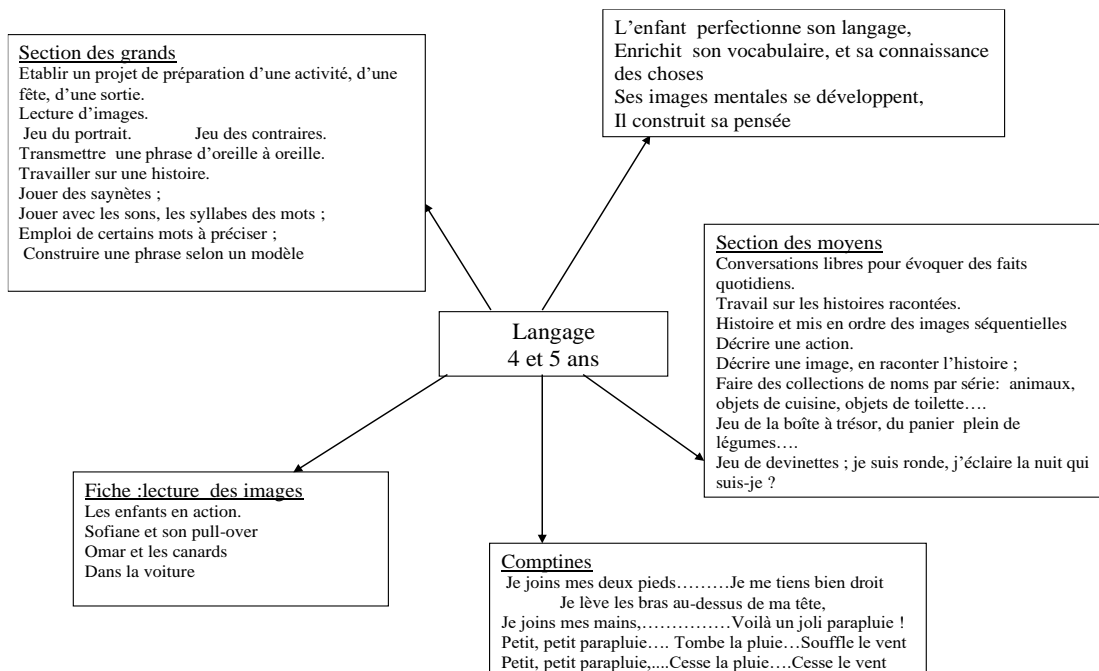 Section des grands
Etablir un projet de préparation d'une activité, d'une
fête, d'une sortie.
Lecture d'images.
Jeu du portrait. Jeu des contraires.
Transmettre une phrase d'oreille à oreille.
Travailler sur une histoire.
Jouer des saynètes ;
Jouer avec les sons, les syllabes des mots ;
Emploi de certains mots à préciser ;
Construire une phrase selon un modèle
L'enfant perfectionne son langage,
Enrichit son vocabulaire, et sa connaissance
des choses
Ses images mentales se développent,
Il construit sa pensée
Langage
4 et 5 ans
Section des moyens
Conversations libres pour évoquer des faits
quotidiens.
Travail sur les histoires racontées.
Histoire et mis en ordre des images séquentielles
Décrire une action.
Décrire une image, en raconter l'histoire ;
Faire des collections de noms par série: animaux,
objets de cuisine, objets de toilette….
Jeu de la boîte à trésor, du panier plein de
légumes….
Jeu de devinettes ; je suis ronde, j'éclaire la nuit qui
suis-je ?
Fiche :lecture des images
Les enfants en action.
Sofiane et son pull-over
Omar et les canards
Dans la voiture
Comptines
Je joins mes deux pieds………Je me tiens bien droit
Je lève les bras au-dessus de ma tête,
Je joins mes mains,……………Voilà un joli parapluie !
Petit, petit parapluie…. Tombe la pluie…Souffle le vent
Petit, petit parapluie,....Cesse la pluie….Cesse le vent